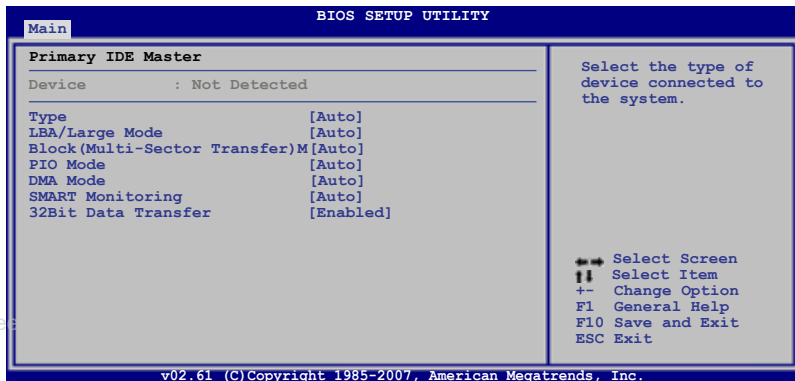 BIOS SETUP UTILITY
Main
Primary IDE Master
Device : Not Detected
Type [Auto]
LBA/Large Mode [Auto]
Block(Multi-Sector Transfer)M[Auto]
PIO Mode [Auto]
DMA Mode [Auto]
SMART Monitoring [Auto]
32Bit Data Transfer [Enabled]
Select the type of
device connected to
the system.
Select Screen
Select Item
+- Change Option
F1 General Help
F10 Save and Exit
ESC Exit
v02.61 (C)Copyright 1985-2007, American Megatrends, Inc.